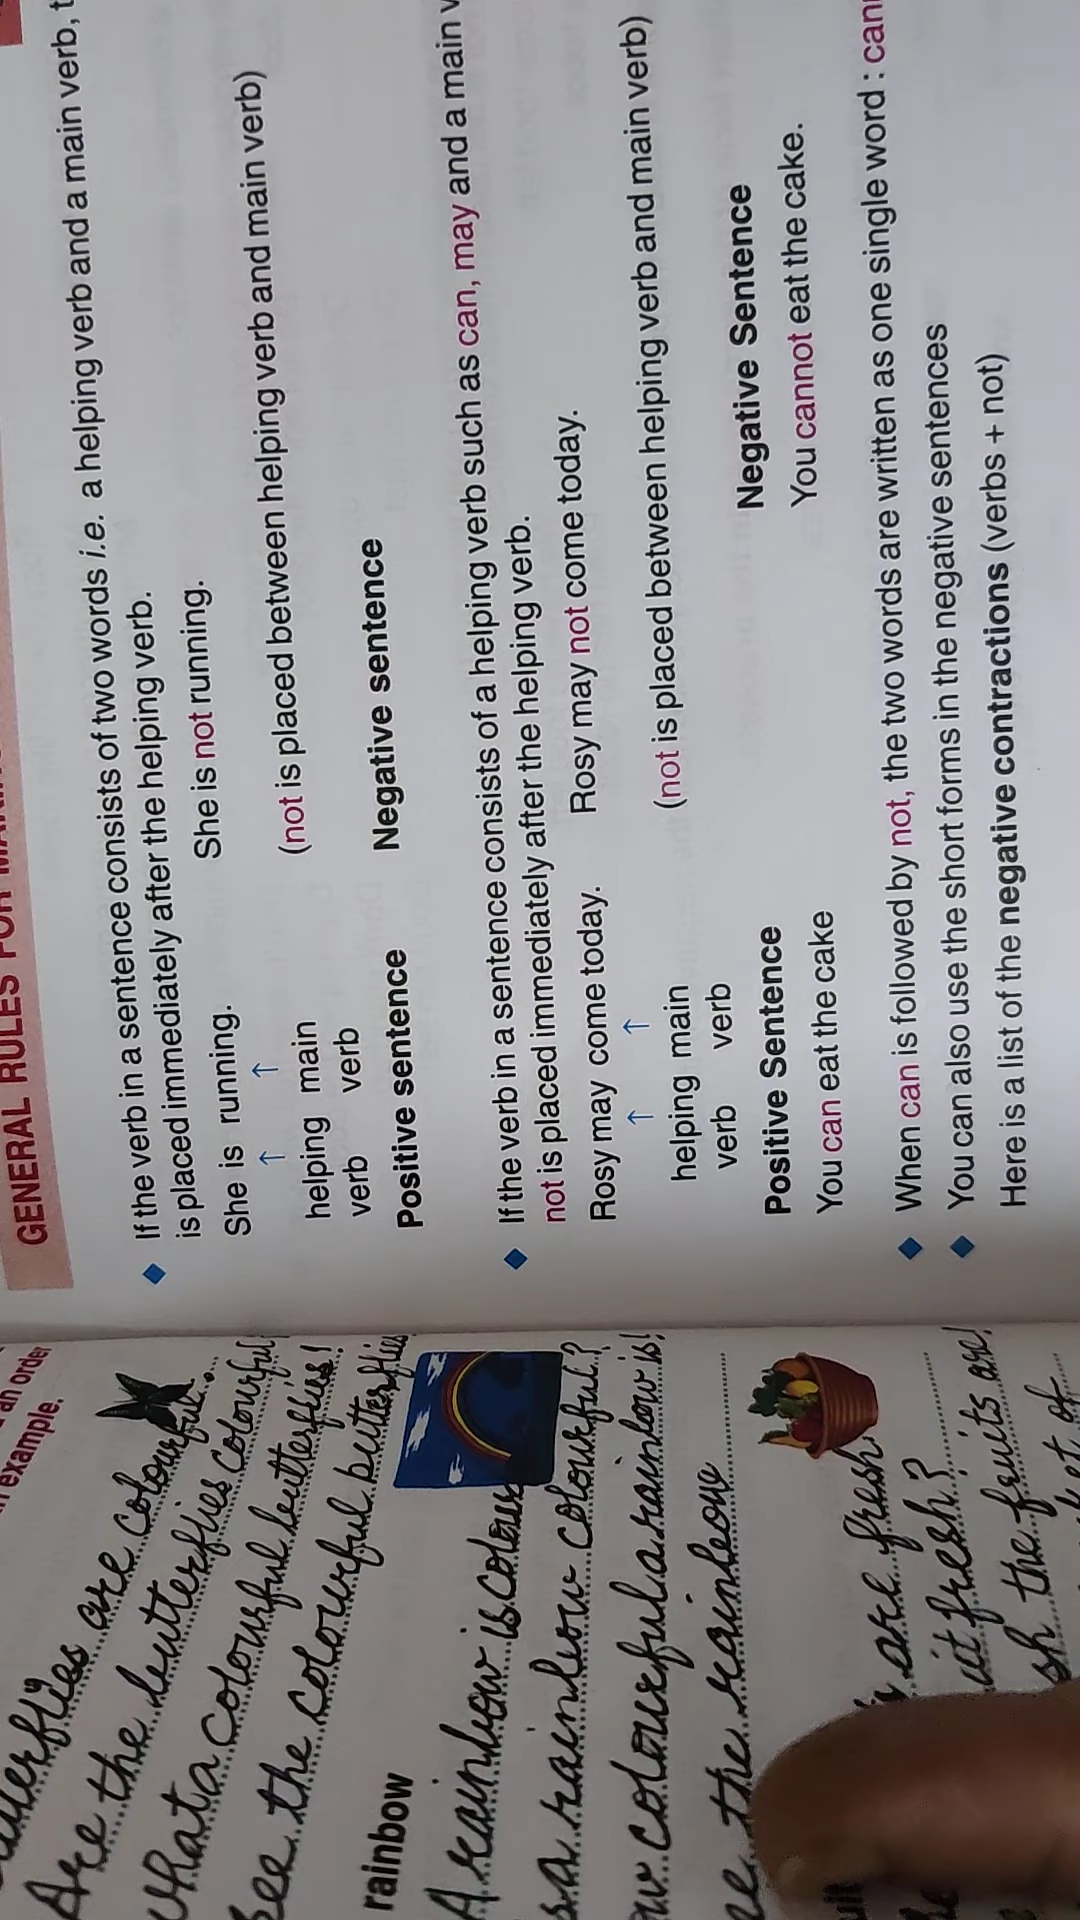 an order
example.
are colourful...
Are the butterflies colourful
What a colourful butterflies!
See the colourful butterflies
rainbow
A rainbow is colour
a rainbow colourful?
colourful a rainbow is!
the rainbow
are fresh
fresh?
the fruits are!
GENERAL RULES FOR
If the verb in a sentence consists of two words i.e. a helping verb and a main verb,
is placed immediately after the helping verb.
She is running. She is not running.
↑ ↑
helping main (not is placed between helping verb and main verb)
verb verb
Positive sentence Negative sentence
If the verb in a sentence consists of a helping verb such as can, may and a main
not is placed immediately after the helping verb.
Rosy may come today. Rosy may not come today.
↑ ↑
helping main (not is placed between helping verb and main verb)
verb verb
Positive Sentence Negative Sentence
You can eat the cake You cannot eat the cake.
When can is followed by not, the two words are written as one single word :
You can also use the short forms in the negative sentences
Here is a list of the negative contractions (verbs + not)